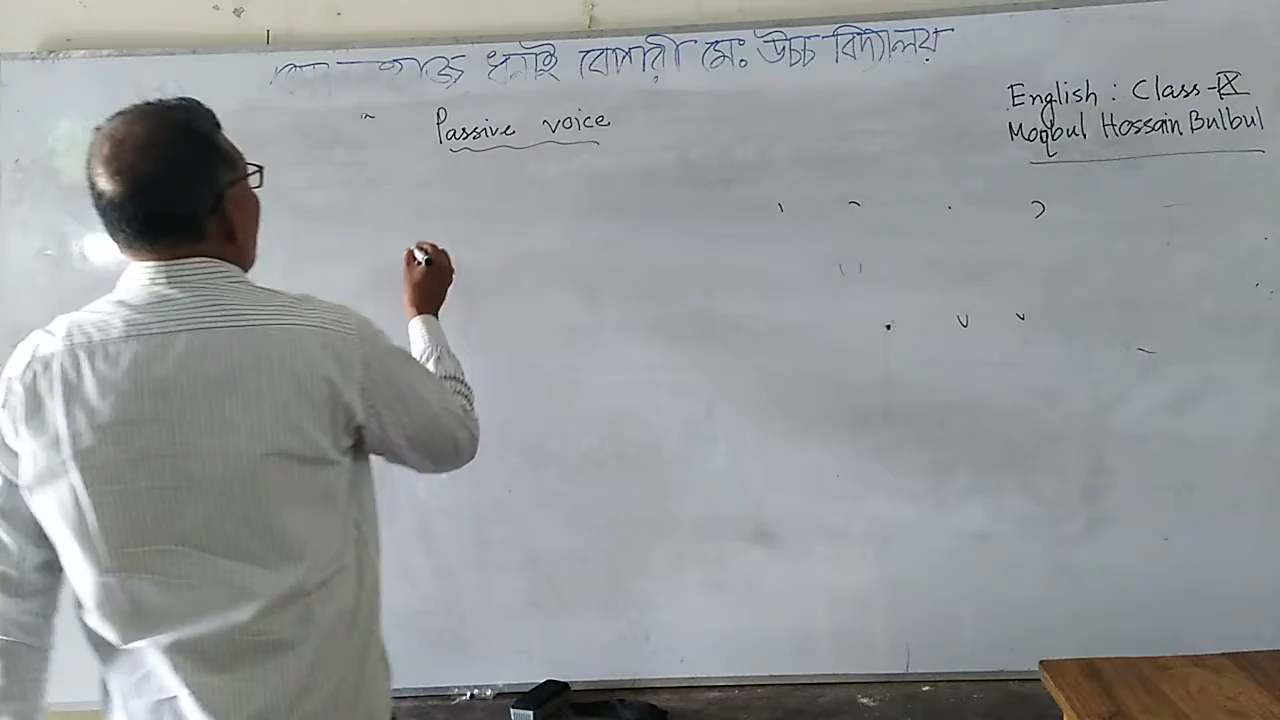 ধনাই বেপারী মেঃ উচ্চ বিদ্যালয়
Passive voice
English : Class-IX
Moqbul Hossain Bulbul